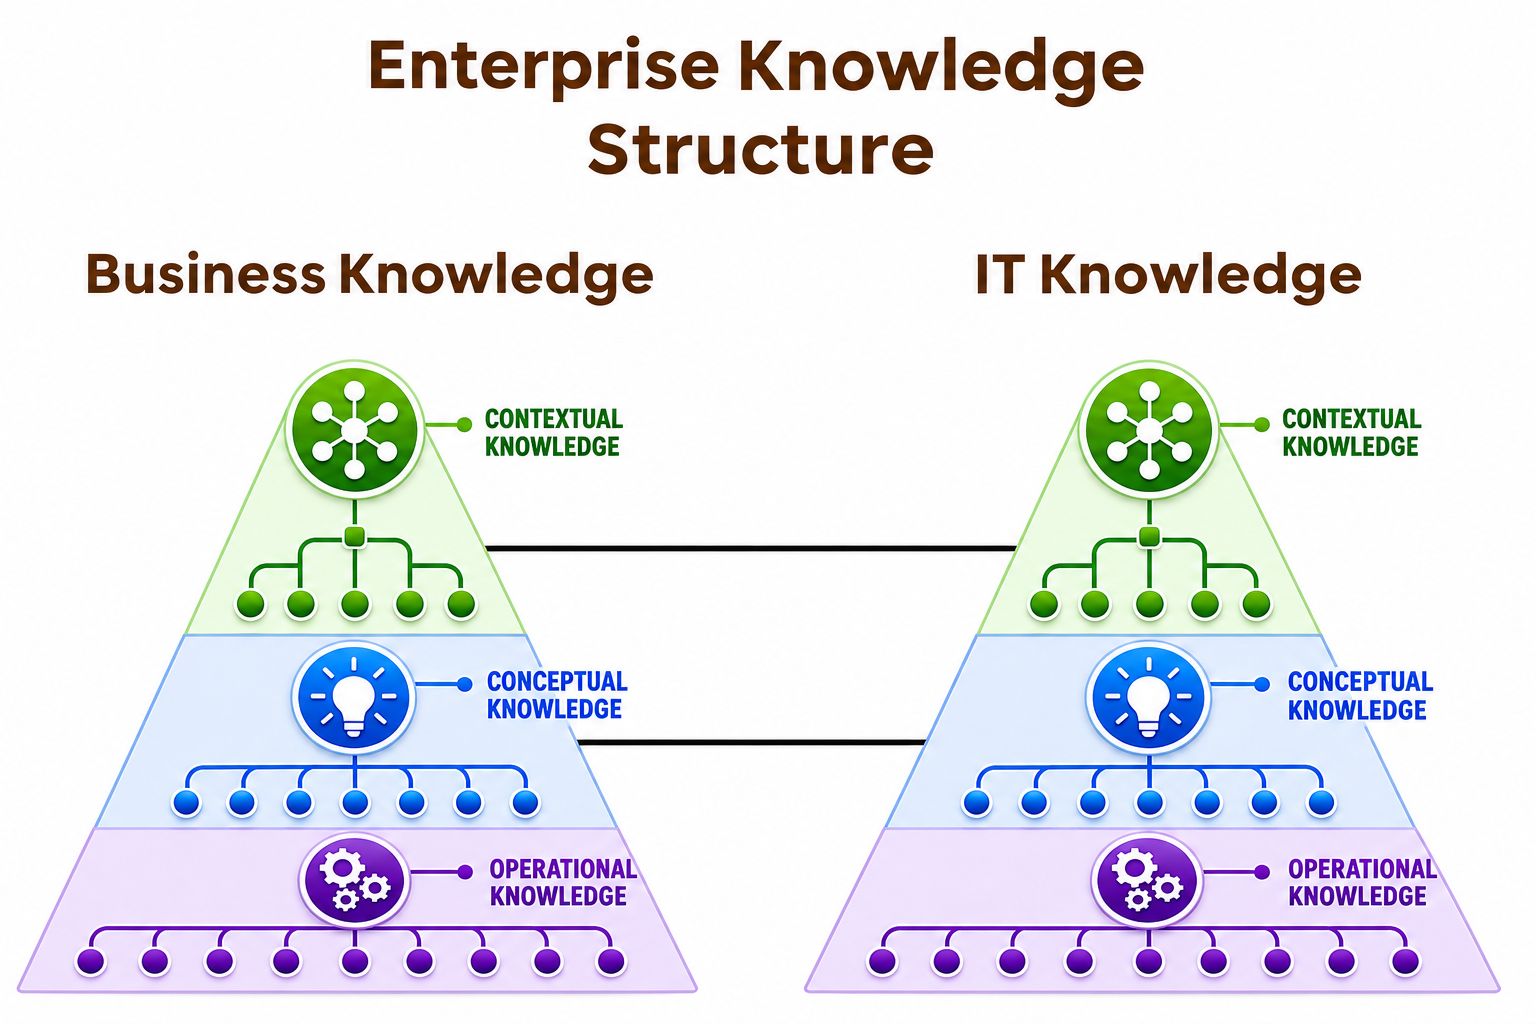 Enterprise Knowledge
Structure
Business Knowledge
IT Knowledge
CONTEXTUAL
KNOWLEDGE
CONTEXTUAL
KNOWLEDGE
CONCEPTUAL
KNOWLEDGE
CONCEPTUAL
KNOWLEDGE
OPERATIONAL
KNOWLEDGE
OPERATIONAL
KNOWLEDGE